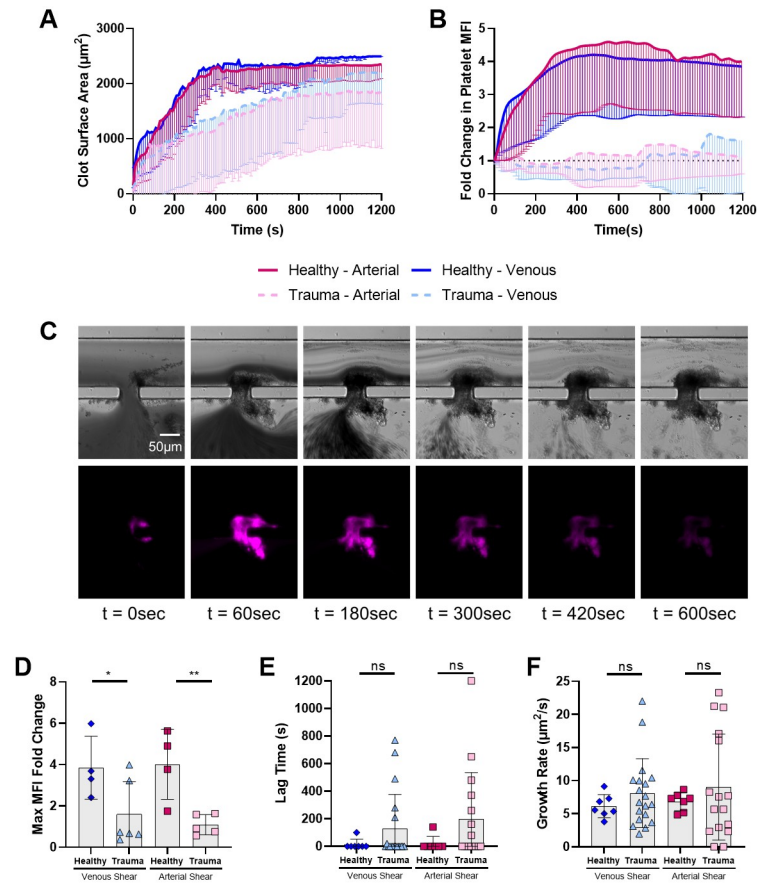 A
Clot Surface Area (µm²)
3000
2000
1000
0
0 200 400 600 800 1000 1200
Time (s)
B
Fold Change in Platelet MFI
5
4
3
2
1
0
0 200 400 600 800 1000 1200
Time(s)
Healthy - Arterial Healthy - Venous
Trauma - Arterial Trauma - Venous
C
50µm
t = 0sec t = 60sec t = 180sec t = 300sec t = 420sec t = 600sec
D
Max MFI Fold Change
8
6
4
2
0
* **
Healthy Trauma Healthy Trauma
Venous Shear Arterial Shear
E
Lag Time (s)
1200
1000
800
600
400
200
0
ns ns
Healthy Trauma Healthy Trauma
Venous Shear Arterial Shear
F
Growth Rate (µm²/s)
25
20
15
10
5
0
ns ns
Healthy Trauma Healthy Trauma
Venous Shear Arterial Shear